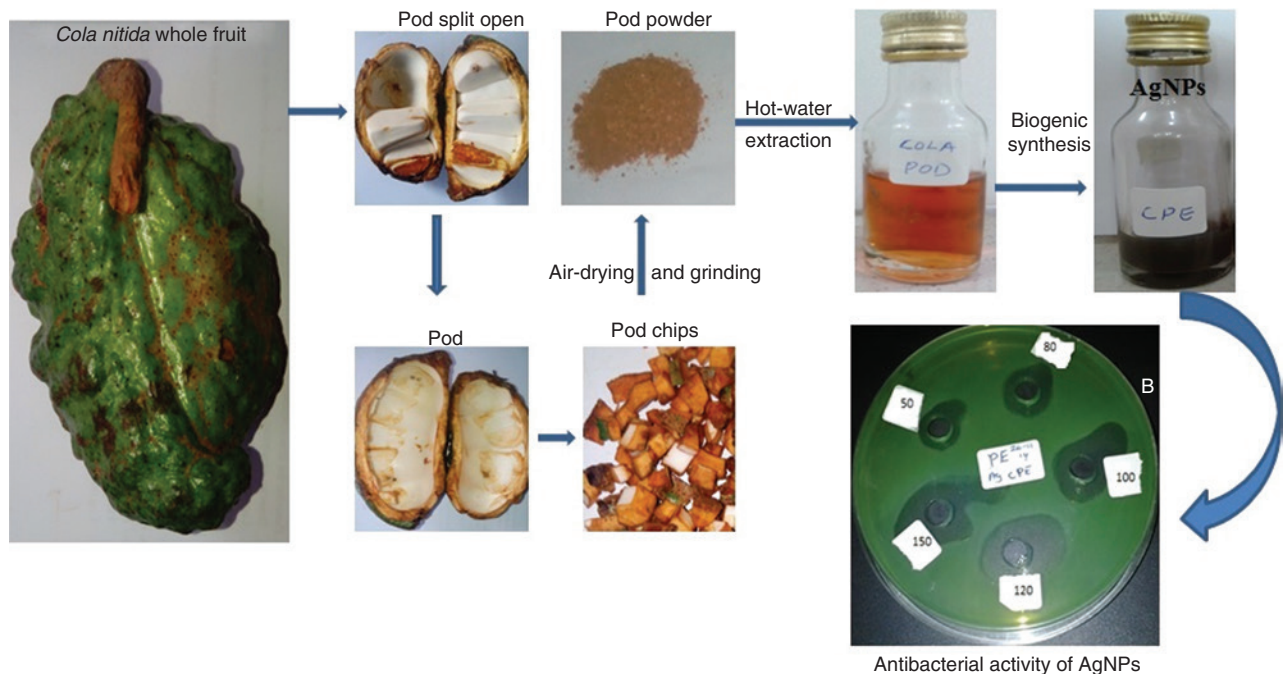 Cola nitida whole fruit
Pod split open
Pod powder
Hot-water
extraction
COLA
POD
Biogenic
synthesis
AgNPs
CPE
Air-drying and grinding
Pod
Pod chips
B
80
50
PE
Ag CPE
100
150
120
Antibacterial activity of AgNPs